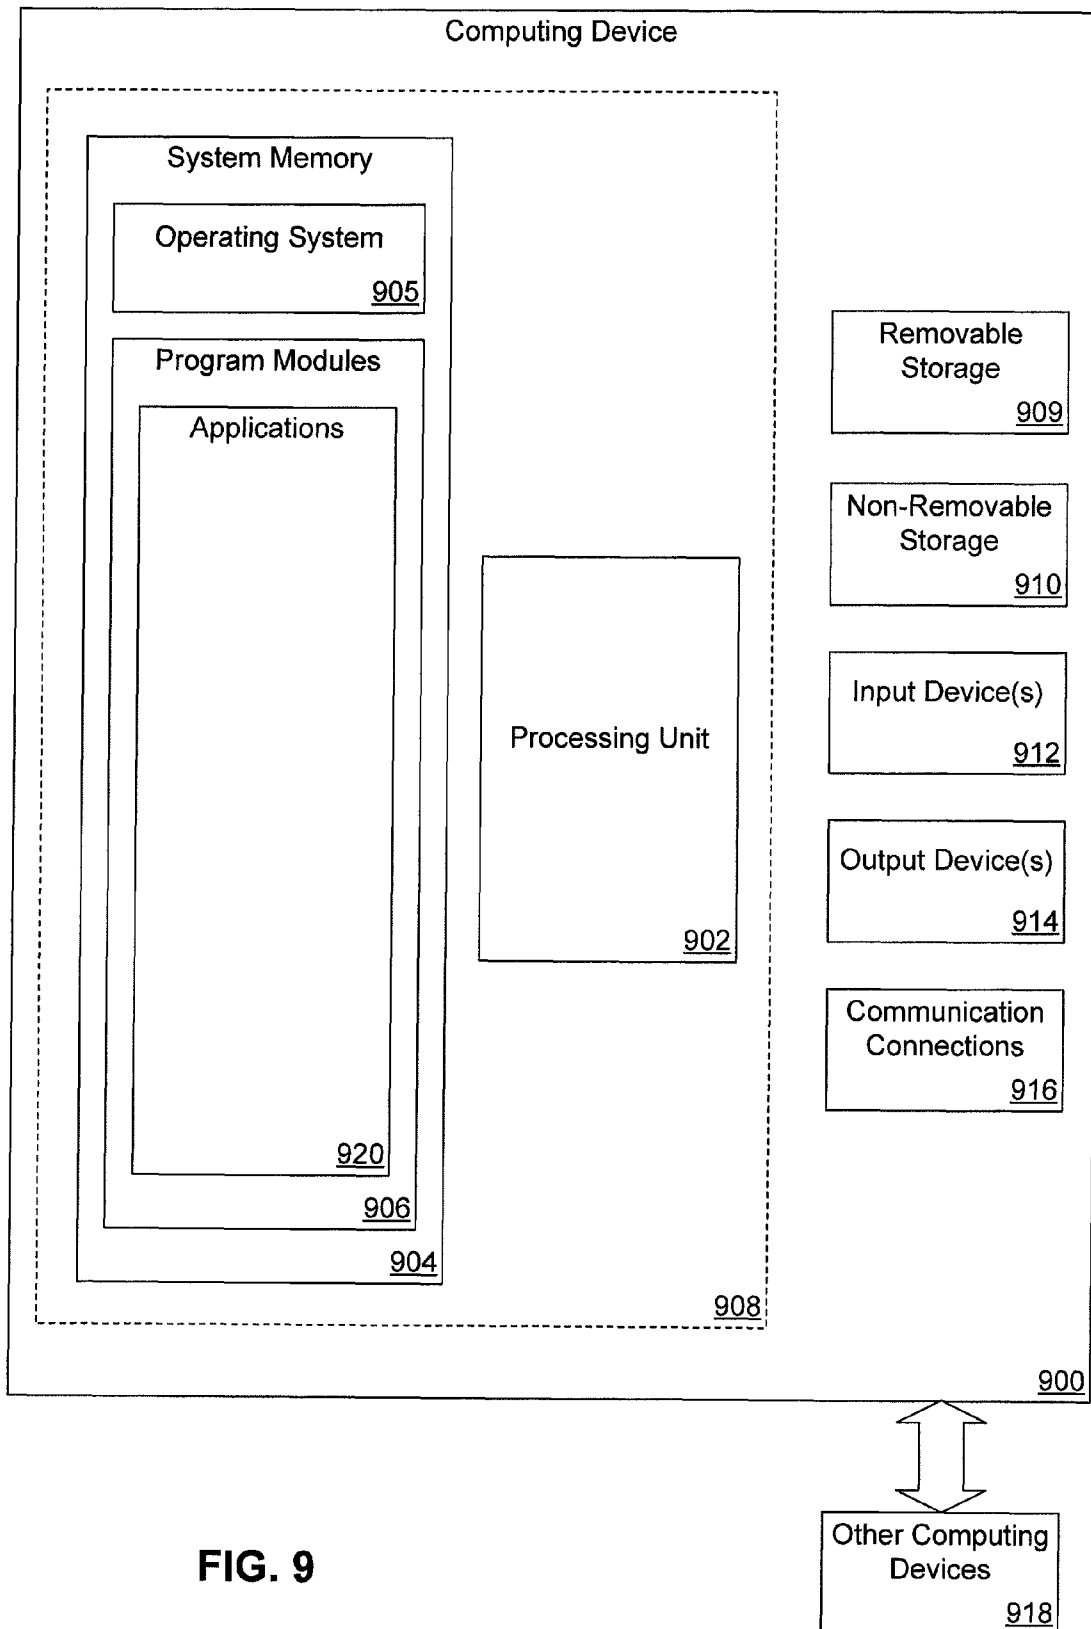 Computing Device
System Memory
Operating System
905
Program Modules
Applications
920
906
904
Processing Unit
902
908
Removable
Storage
909
Non-Removable
Storage
910
Input Device(s)
912
Output Device(s)
914
Communication
Connections
916
900
Other Computing
Devices
918
FIG. 9